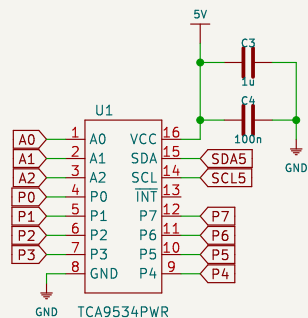 5V
C3
1u
C4
100n
GND
U1
A0 1 A0 VCC 16
A1 2 A1 SDA 15 SDA5
A2 3 A2 SCL 14 SCL5
P0 4 P0 INT 13
P1 5 P1 P7 12 P7
P2 6 P2 P6 11 P6
P3 7 P3 P5 10 P5
8 GND P4 9 P4
GND
TCA9534PWR